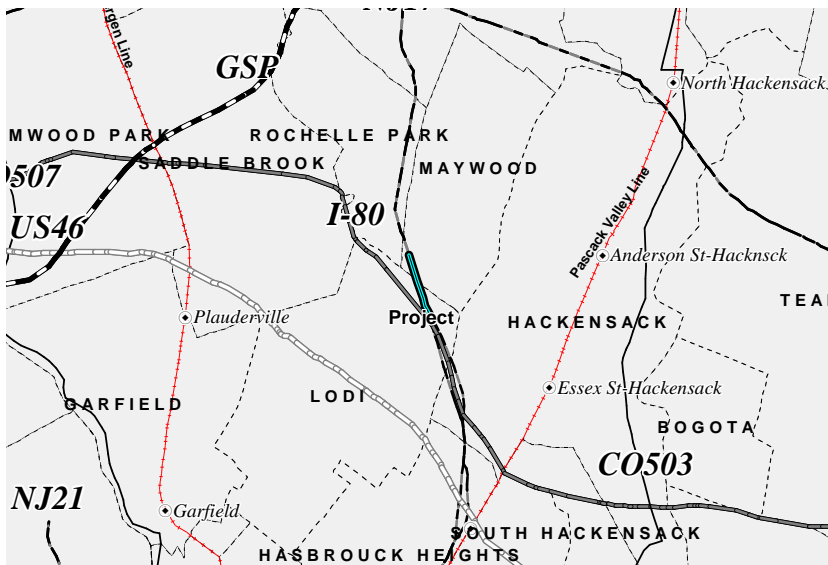 GSP
North Hackensack
MWOOD PARK
ROCHELLE PARK
SADDLE BROOK
MAYWOOD
507
Pascack Valley Line
I-80
US46
Anderson St-Hacknsck
TEA
Plauderville
Project
HACKENSACK
Essex St-Hackensack
LODI
GARFIELD
BOGOTA
CO503
NJ21
Garfield
SOUTH HACKENSACK
HASBROUCK HEIGHTS